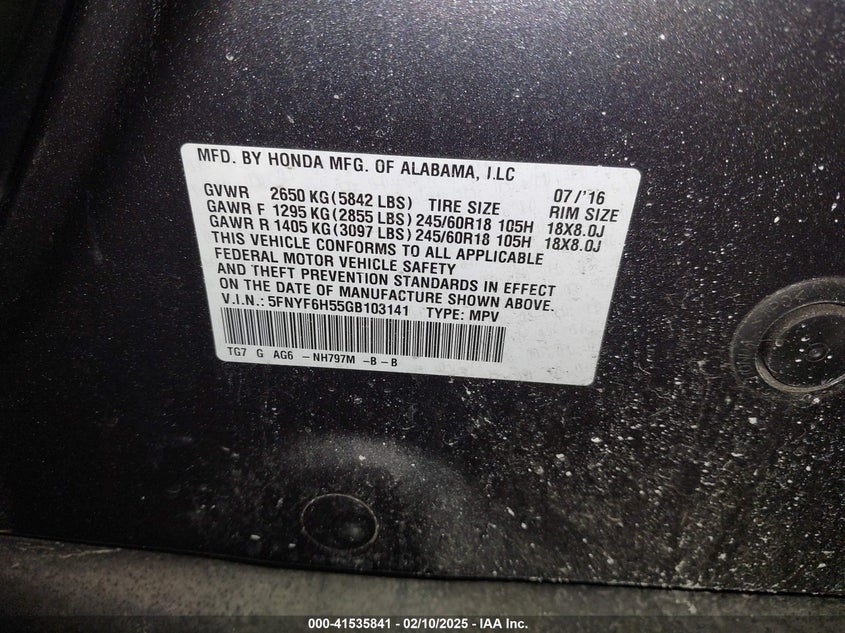 MFD. BY HONDA MFG. OF ALABAMA, LLC
GVWR 2650 KG(5842 LBS) TIRE SIZE 07/'16 RIM SIZE
GAWR F 1295 KG(2855 LBS) 245/60R18 105H 18X8.0J
GAWR R 1405 KG(3097 LBS) 245/60R18 105H 18X8.0J
THIS VEHICLE CONFORMS TO ALL APPLICABLE
FEDERAL MOTOR VEHICLE SAFETY
AND THEFT PREVENTION STANDARDS IN EFFECT
ON THE DATE OF MANUFACTURE SHOWN ABOVE.
V.I.N.: 5FNYF6H55GB103141 TYPE: MPV
TG7 G AG6 -NH797M -B-B
000-41535841 - 02/10/2025 - IAA Inc.